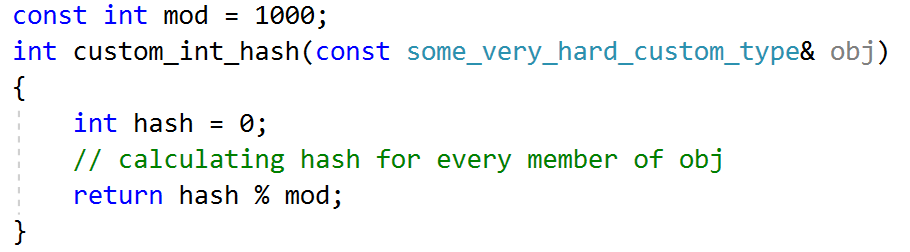 const int mod = 1000;
int custom_int_hash(const some_very_hard_custom_type& obj)
{
int hash = 0;
// calculating hash for every member of obj
return hash % mod;
}